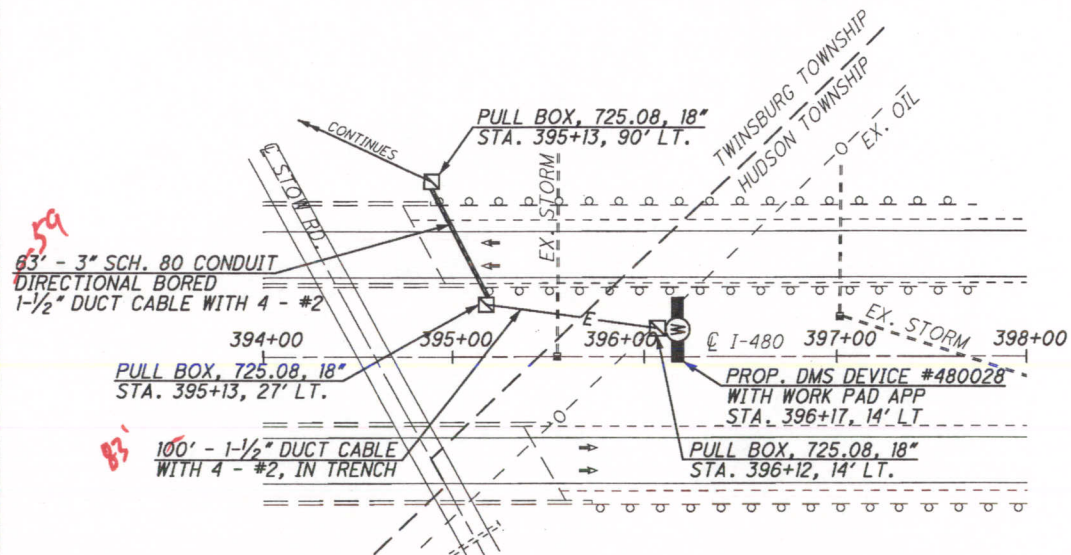 TWINSBURG TOWNSHIP
HUDSON TOWNSHIP
EX. OIL
PULL BOX, 725.08, 18"
STA. 395+13, 90' LT.
CONTINUES
℄ STOW RD.
EX. STORM
59
63' - 3" SCH. 80 CONDUIT
DIRECTIONAL BORED
1-1/2" DUCT CABLE WITH 4 - #2
E
W
EX. STORM
394+00
395+00
396+00
℄ I-480
397+00
398+00
PULL BOX, 725.08, 18"
STA. 395+13, 27' LT.
PROP. DMS DEVICE #480028
WITH WORK PAD APP
STA. 396+17, 14' LT
83'
100' - 1-1/2" DUCT CABLE
WITH 4 - #2, IN TRENCH
PULL BOX, 725.08, 18"
STA. 396+12, 14' LT.